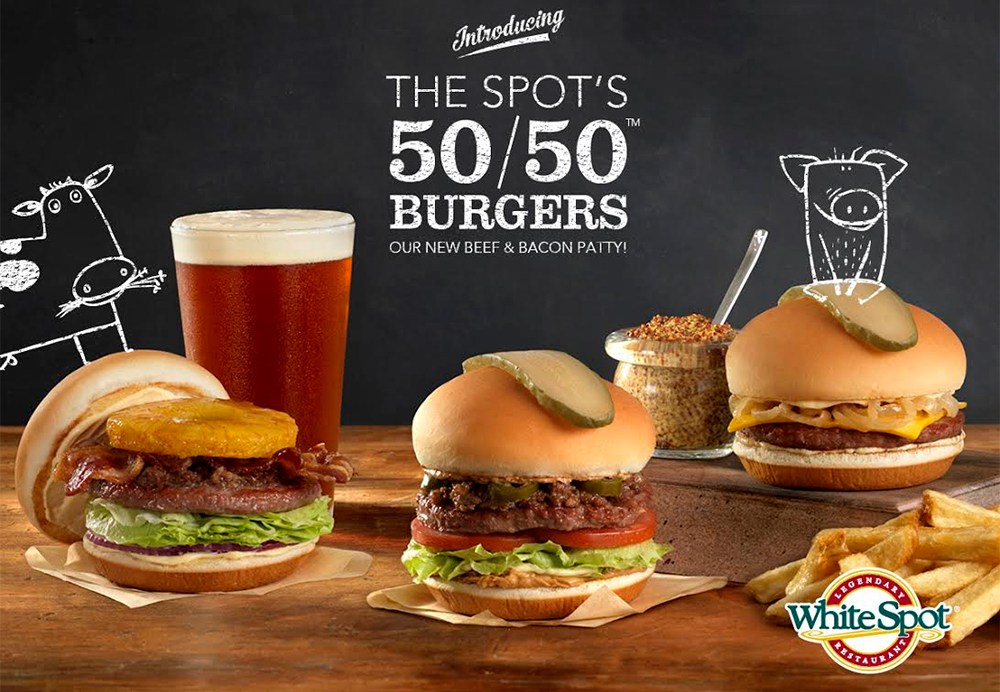 Introducing
THE SPOT'S
50/50™
BURGERS
OUR NEW BEEF & BACON PATTY!
LEGENDARY
White Spot®
RESTAURANT